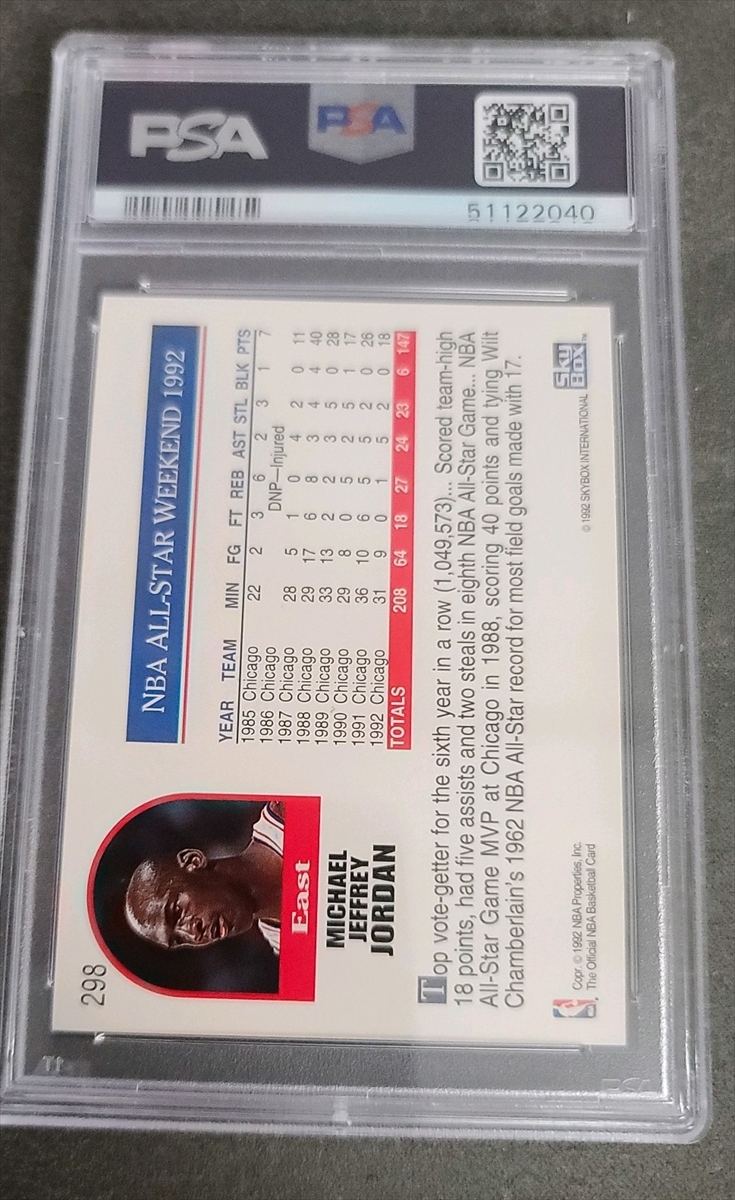 PSA
PSA
51122040
298
NBA ALL-STAR WEEKEND 1992
East
MICHAEL
JEFFREY
JORDAN
YEAR TEAM MIN FG FT REB AST STL BLK PTS
1985 Chicago 22 2 3 6 2 3 1 7
1986 Chicago DNP—Injured
1987 Chicago 28 5 1 0 4 2 0 11
1988 Chicago 29 17 6 8 3 4 4 40
1989 Chicago 33 13 2 2 3 5 0 28
1990 Chicago 29 8 0 5 2 5 1 17
1991 Chicago 36 10 6 5 5 2 0 26
1992 Chicago 31 9 0 1 5 2 0 18
TOTALS 208 64 18 27 24 23 6 147
Top vote-getter for the sixth year in a row (1,049,573)... Scored team-high
18 points, had five assists and two steals in eighth NBA All-Star Game... NBA
All-Star Game MVP at Chicago in 1988, scoring 40 points and tying Wilt
Chamberlain's 1962 NBA All-Star record for most field goals made with 17.
Copr. © 1992 NBA Properties, Inc.
The Official NBA Basketball Card
© 1992 SKYBOX INTERNATIONAL
SKY BOX™
PSA